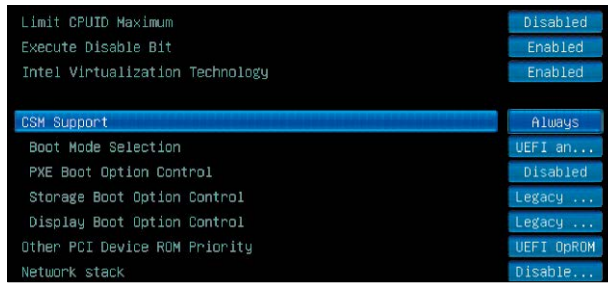 Limit CPUID Maximum Disabled
Execute Disable Bit Enabled
Intel Virtualization Technology Enabled
CSM Support Always
Boot Mode Selection UEFI an...
PXE Boot Option Control Disabled
Storage Boot Option Control Legacy ...
Display Boot Option Control Legacy ...
Other PCI Device ROM Priority UEFI OpROM
Network stack Disable...